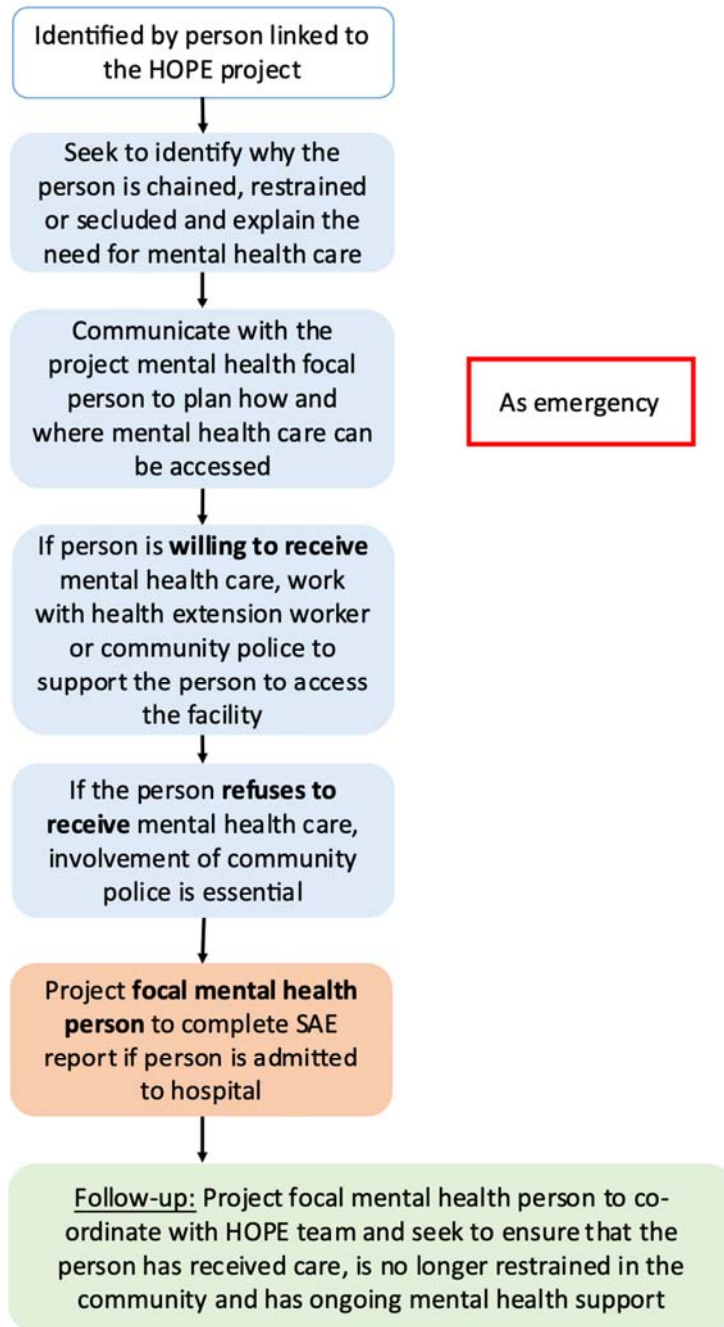 Identified by person linked to
the HOPE project
Seek to identify why the
person is chained, restrained
or secluded and explain the
need for mental health care
Communicate with the
project mental health focal
person to plan how and
where mental health care can
be accessed
As emergency
If person is willing to receive
mental health care, work
with health extension worker
or community police to
support the person to access
the facility
If the person refuses to
receive mental health care,
involvement of community
police is essential
Project focal mental health
person to complete SAE
report if person is admitted
to hospital
Follow-up: Project focal mental health person to co-
ordinate with HOPE team and seek to ensure that the
person has received care, is no longer restrained in the
community and has ongoing mental health support